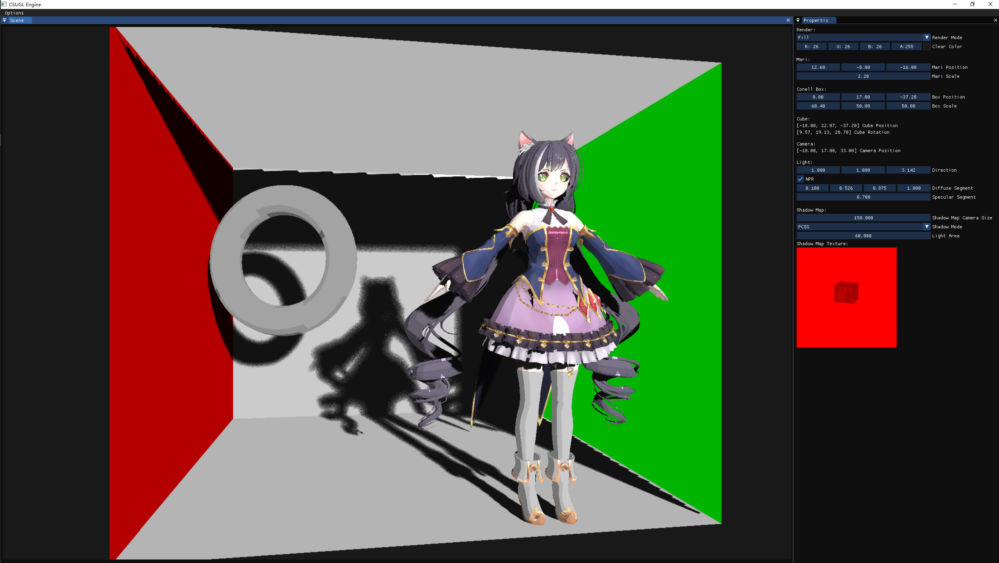 CSUGL Engine
Options
Scene
Propertis
Render:
Fill Render Mode
R: 26 G: 26 B: 26 A:255 Clear Color
Mari:
12.60 -8.00 -16.00 Mari Position
2.20 Mari Scale
Conell Box:
0.00 17.00 -37.20 Box Position
60.40 50.00 50.00 Box Scale
Cube:
[-18.00, 22.07, -37.20] Cube Position
[9.57, 19.13, 28.70] Cube Rotation
Camera:
[-10.00, 17.00, 33.00] Camera Position
Light:
1.000 1.000 3.142 Direction
NPR
0.100 0.526 0.875 1.000 Diffuse Segment
0.700 Specular Segment
Shadow Map:
150.000 Shadow Map Camera Size
PCSS Shadow Mode
60.000 Light Area
Shadow Map Texture: